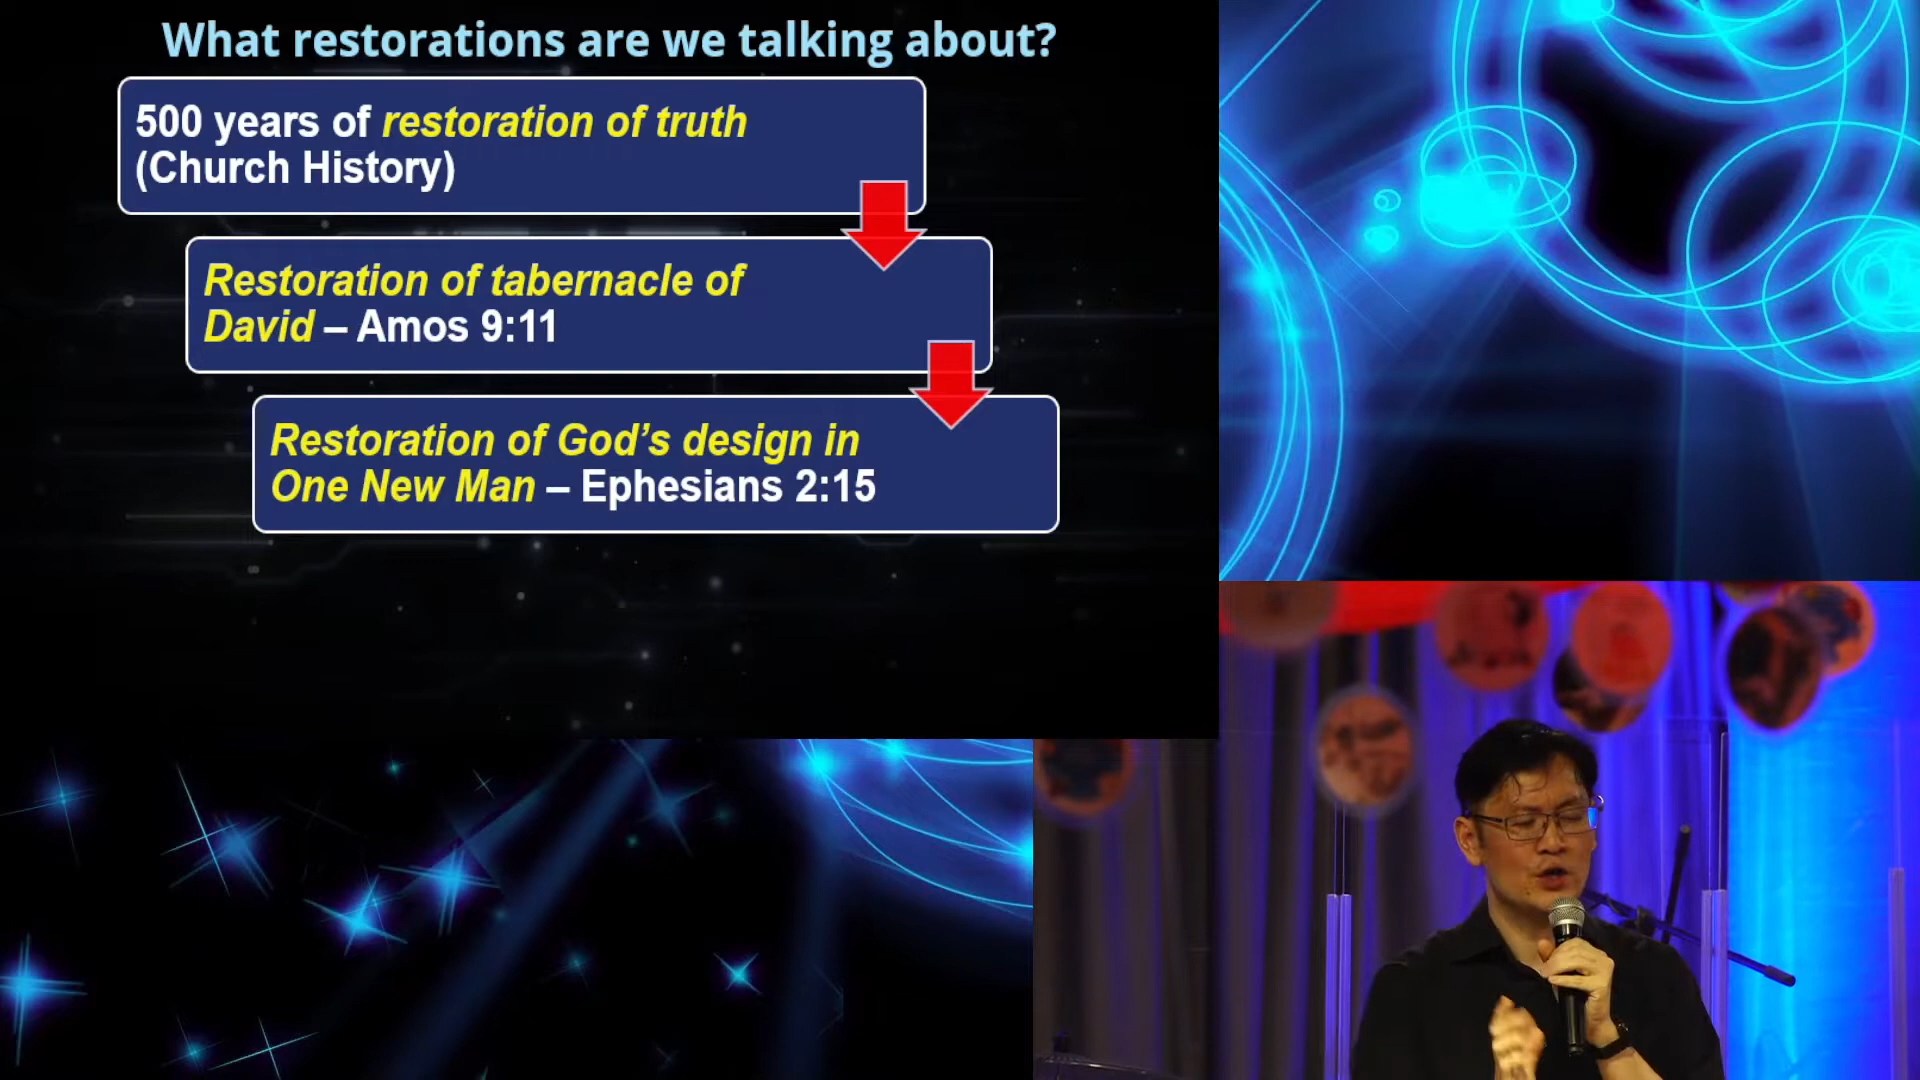 What restorations are we talking about?
500 years of restoration of truth
(Church History)
Restoration of tabernacle of
David – Amos 9:11
Restoration of God’s design in
One New Man – Ephesians 2:15